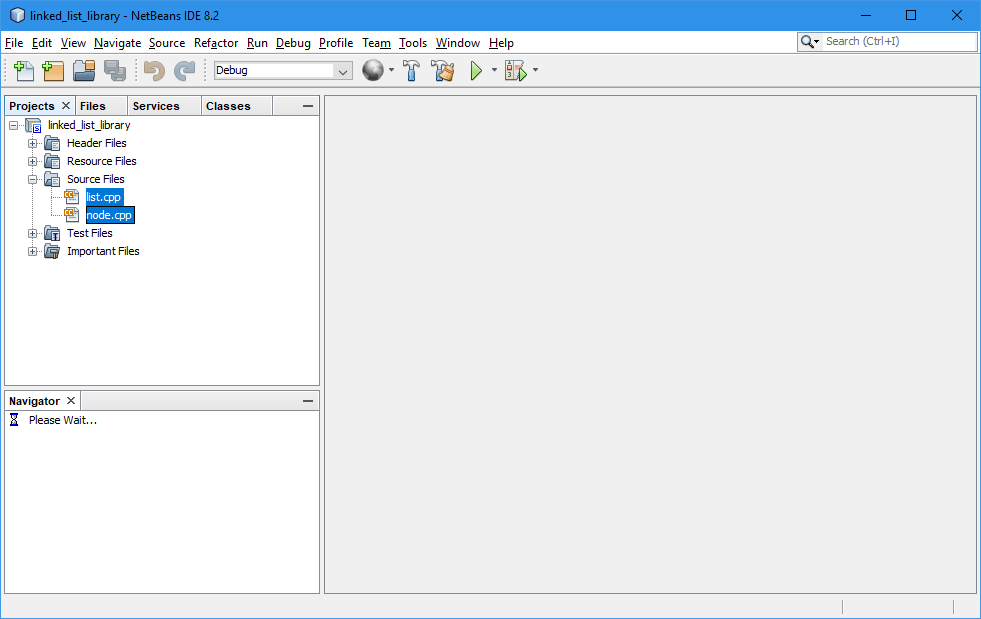 linked_list_library - NetBeans IDE 8.2
File Edit View Navigate Source Refactor Run Debug Profile Team Tools Window Help Search (Ctrl+I)
Debug
Projects Files Services Classes
linked_list_library
Header Files
Resource Files
Source Files
list.cpp
node.cpp
Test Files
Important Files
Navigator
Please Wait...